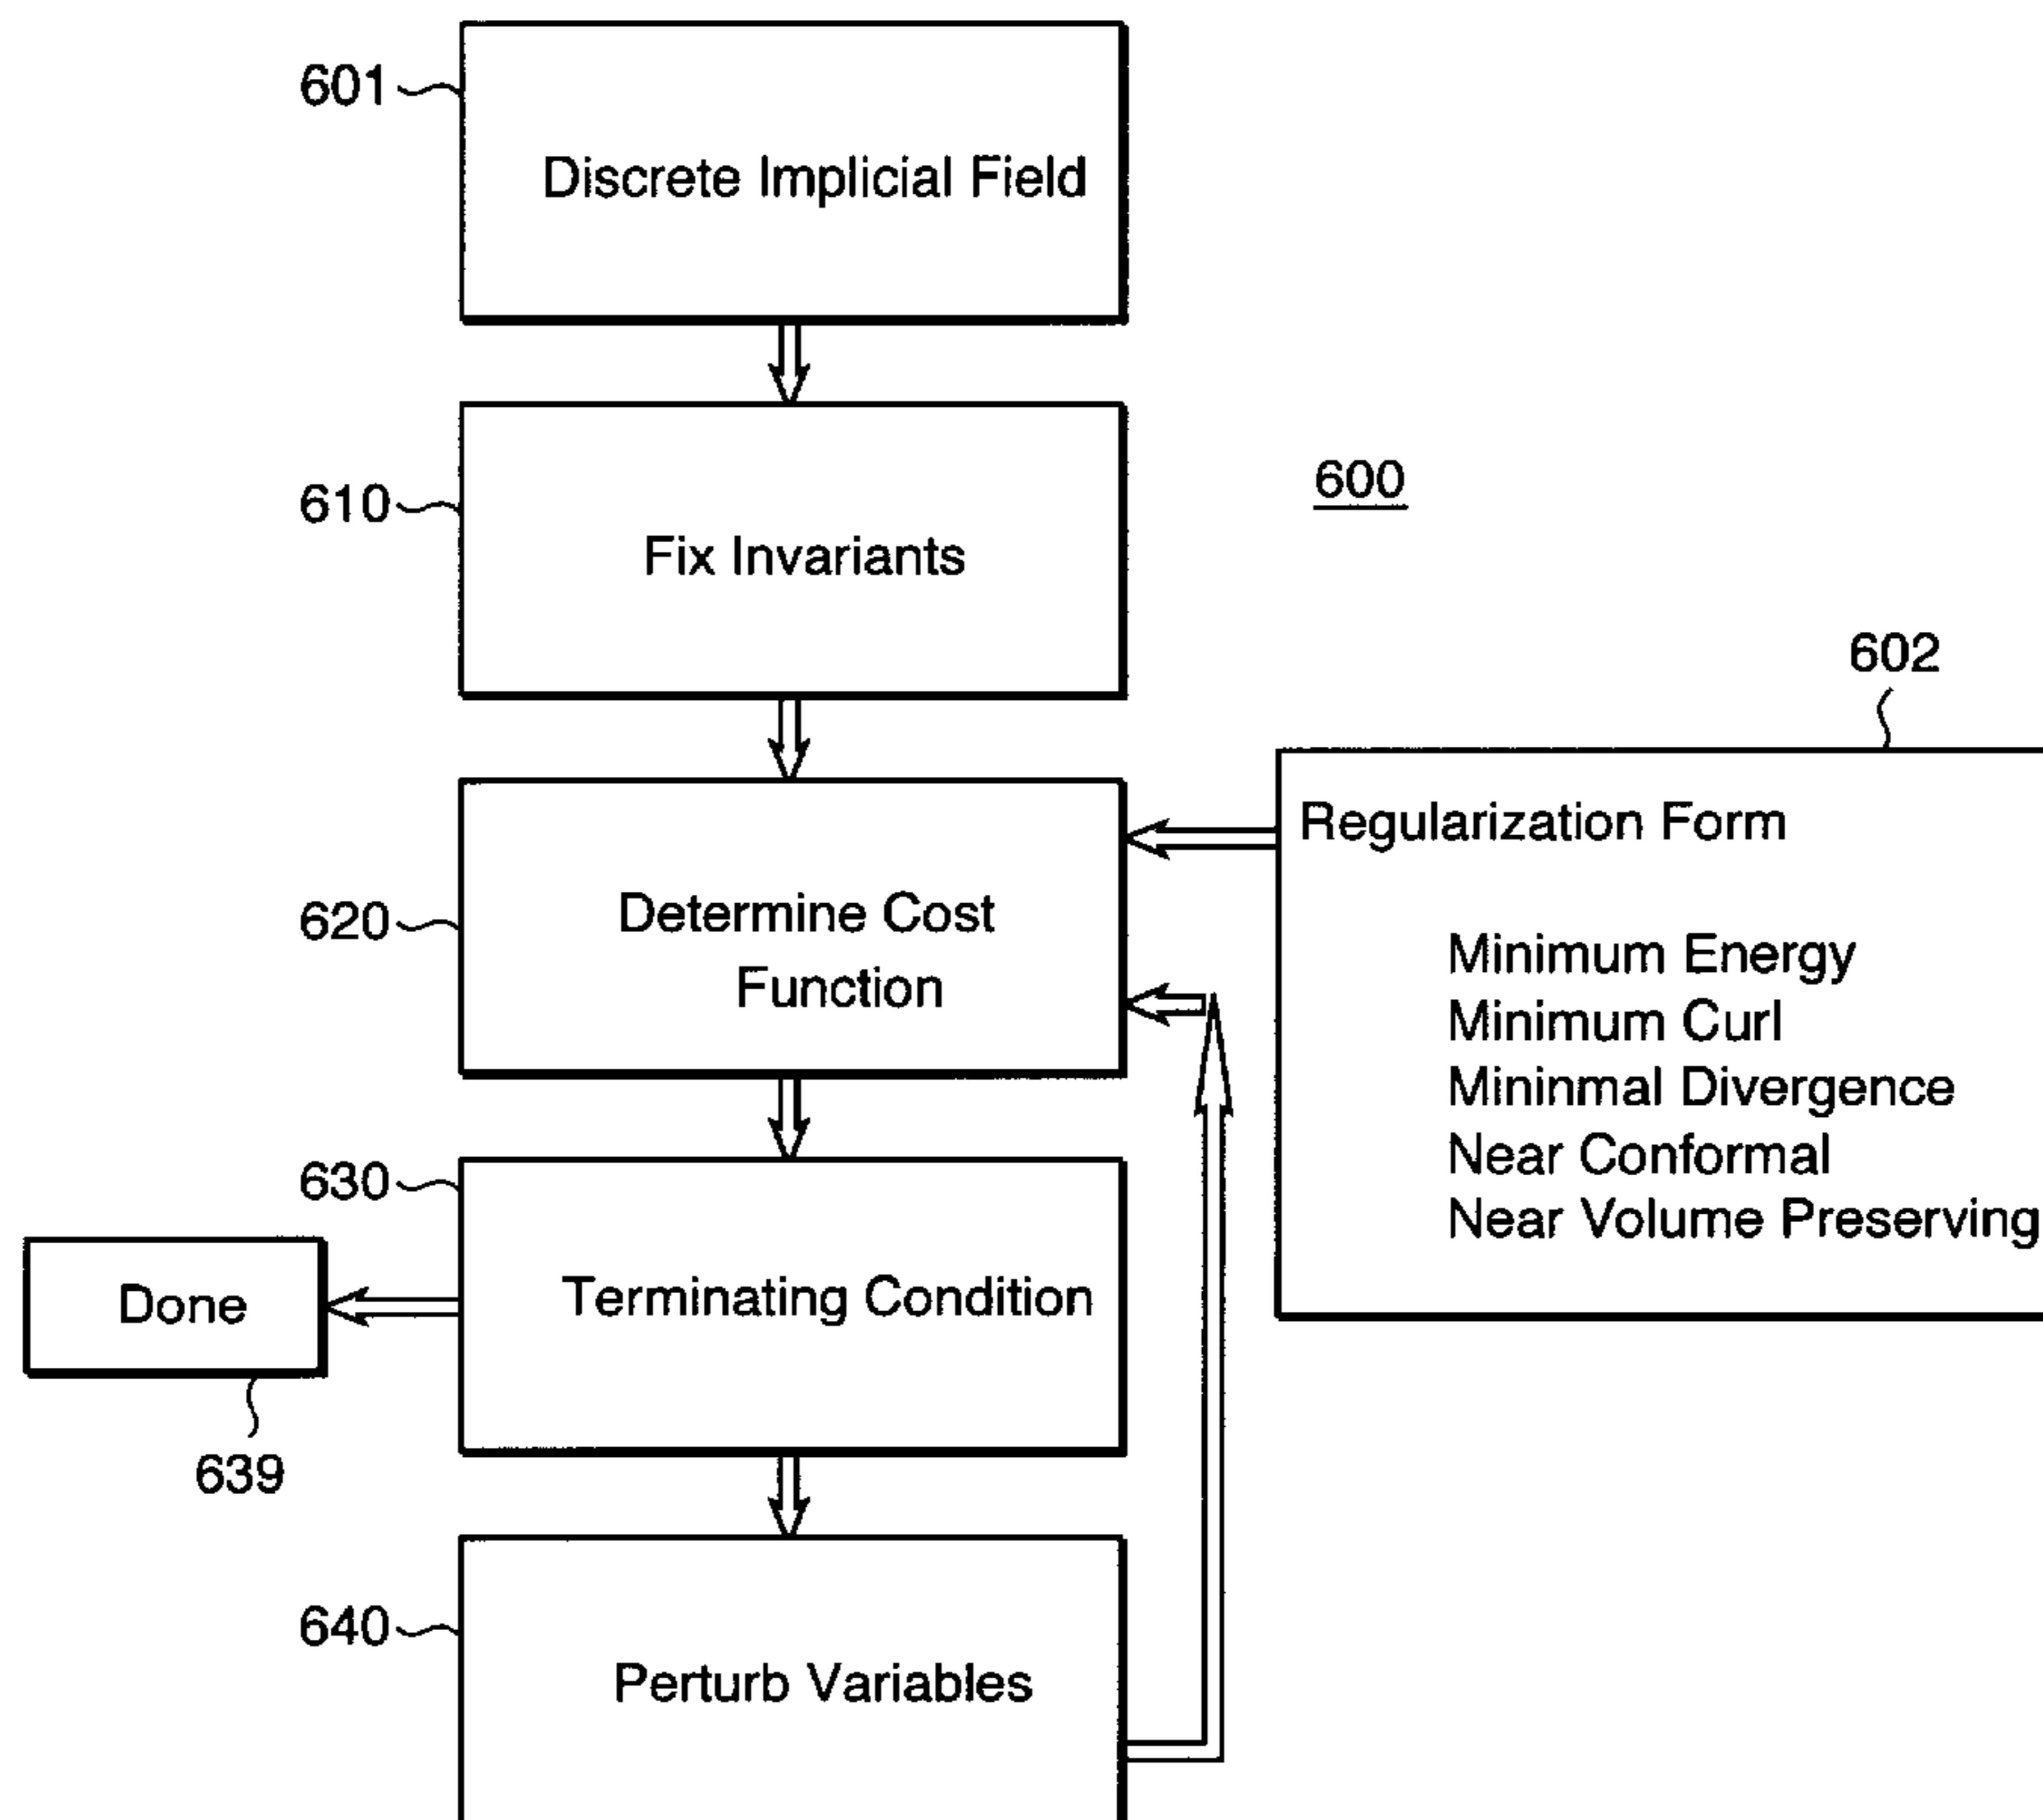 601
Discrete Implicial Field
610
Fix Invariants
600
602
Regularization Form
Minimum Energy
Minimum Curl
Mininmal Divergence
Near Conformal
Near Volume Preserving
620
Determine Cost
Function
630
Terminating Condition
Done
639
640
Perturb Variables